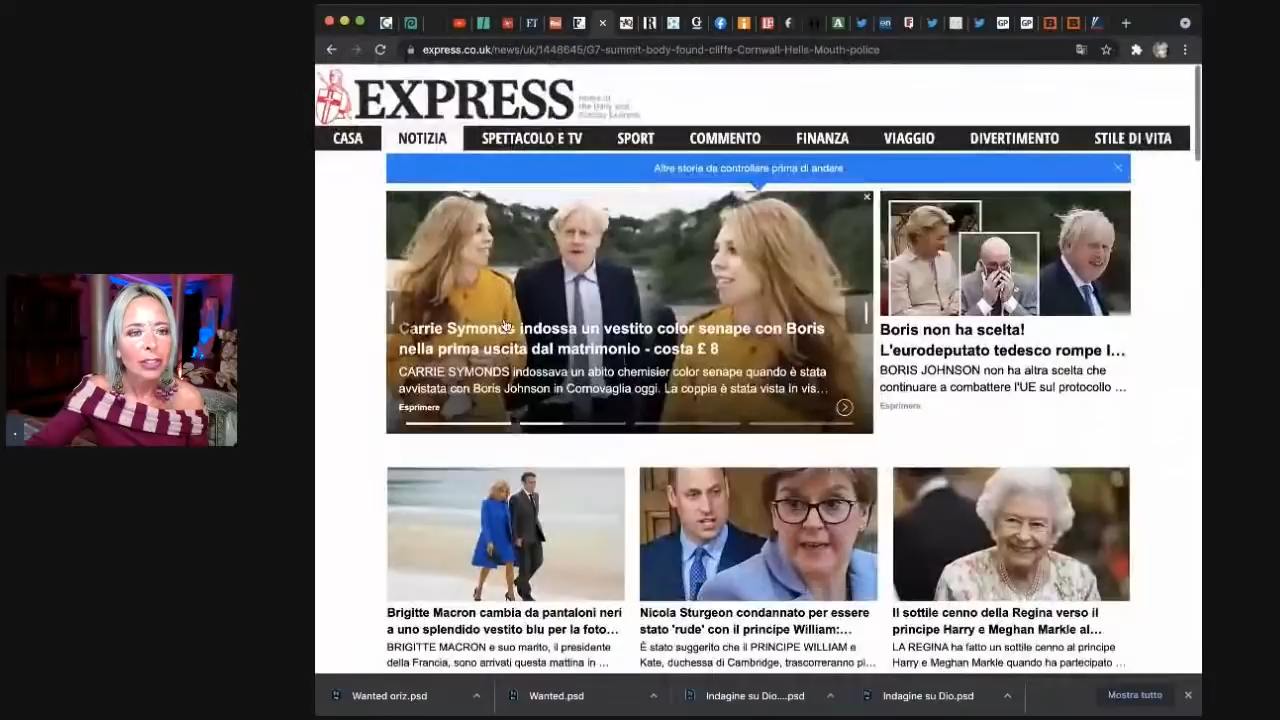 express.co.uk/news/uk/1448645/G7-summit-body-found-cliffs-Cornwall-Hells-Mouth-police
EXPRESS
Home of
the Daily and
Sunday Express
CASA
NOTIZIA
SPETTACOLO E TV
SPORT
COMMENTO
FINANZA
VIAGGIO
DIVERTIMENTO
STILE DI VITA
Altre storie da controllare prima di andare
Carrie Symonds indossa un vestito color senape con Boris
nella prima uscita dal matrimonio - costa £ 8
CARRIE SYMONDS indossava un abito chemisier color senape quando è stata
avvistata con Boris Johnson in Cornovaglia oggi. La coppia è stata vista in vis...
Esprimere
Boris non ha scelta!
L'eurodeputato tedesco rompe l...
BORIS JOHNSON non ha altra scelta che
continuare a combattere l'UE sul protocollo ...
Esprimere
Brigitte Macron cambia da pantaloni neri
a uno splendido vestito blu per la foto...
BRIGITTE MACRON e suo marito, il presidente
della Francia, sono arrivati questa mattina in ...
Nicola Sturgeon condannato per essere
stato 'rude' con il principe William:...
È stato suggerito che il PRINCIPE WILLIAM e
Kate, duchessa di Cambridge, trascorreranno pi...
Il sottile cenno della Regina verso il
principe Harry e Meghan Markle al...
LA REGINA ha fatto un sottile cenno al principe
Harry e Meghan Markle quando ha partecipato ...
Wanted oriz.psd
Wanted.psd
Indagine su Dio....psd
Indagine su Dio.psd
Mostra tutto